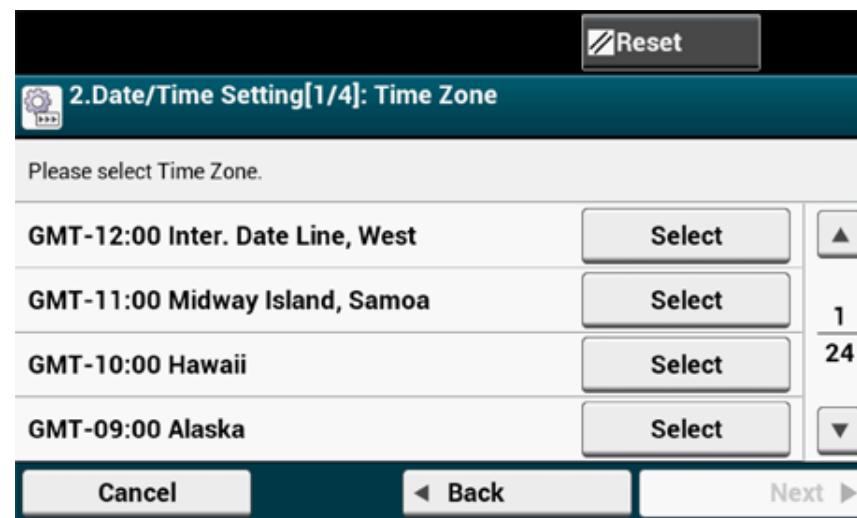 Reset
2.Date/Time Setting[1/4]: Time Zone
Please select Time Zone.
GMT-12:00 Inter. Date Line, West Select
GMT-11:00 Midway Island, Samoa Select
1
GMT-10:00 Hawaii Select
24
GMT-09:00 Alaska Select
Cancel Back Next